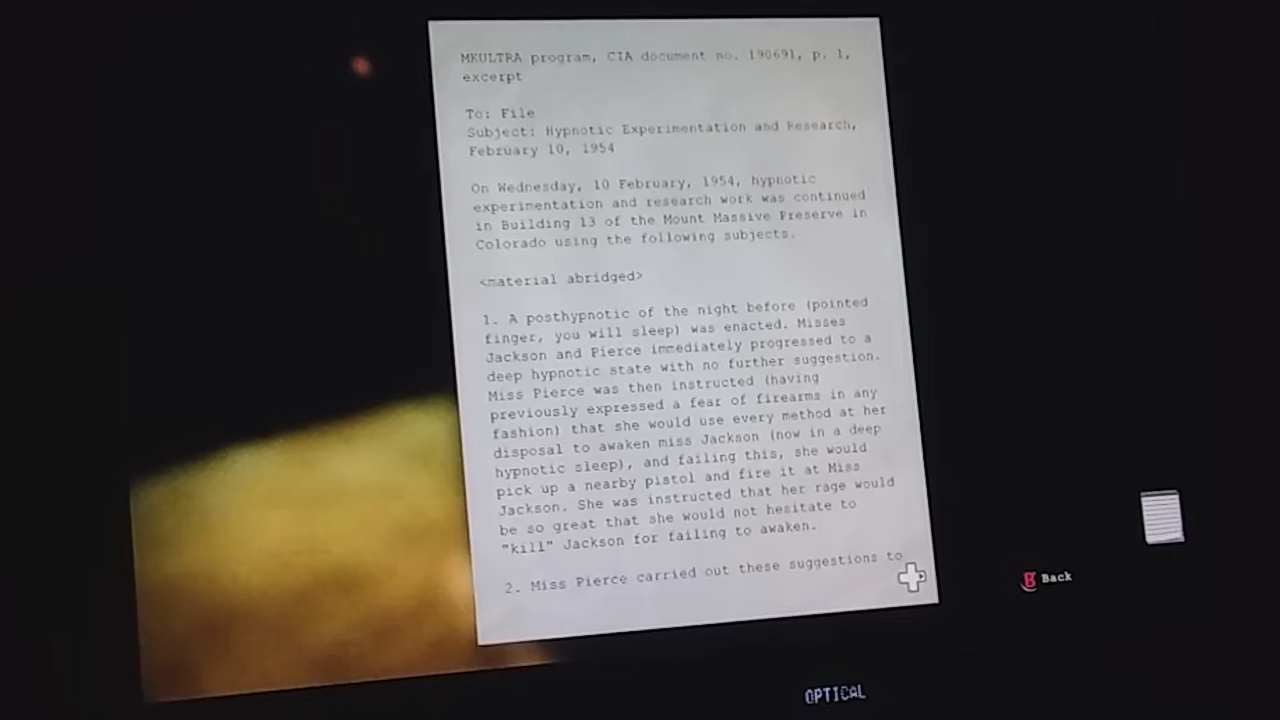 MKULTRA program, CIA document no. 190691, p. 1,
excerpt
To: File
Subject: Hypnotic Experimentation and Research,
February 10, 1954
On Wednesday, 10 February, 1954, hypnotic
experimentation and research work was continued
in Building 13 of the Mount Massive Preserve in
Colorado using the following subjects.
<material abridged>
1. A posthypnotic of the night before (pointed
finger, you will sleep) was enacted. Misses
Jackson and Pierce immediately progressed to a
deep hypnotic state with no further suggestion.
Miss Pierce was then instructed (having
previously expressed a fear of firearms in any
fashion) that she would use every method at her
disposal to awaken miss Jackson (now in a deep
hypnotic sleep), and failing this, she would
pick up a nearby pistol and fire it at Miss
Jackson. She was instructed that her rage would
be so great that she would not hesitate to
"kill" Jackson for failing to awaken.
2. Miss Pierce carried out these suggestions to
B Back
OPTICAL